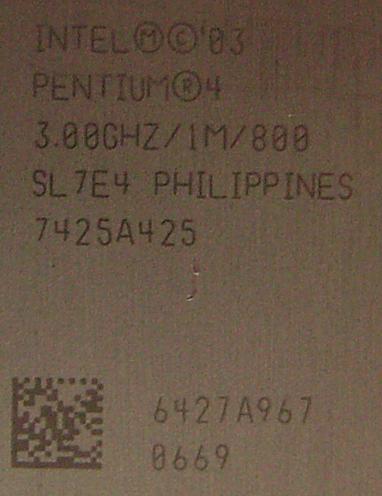 INTELⓂ©'03
PENTIUM®4
3.00GHZ/1M/800
SL7E4 PHILIPPINES
7425A425
6427A967
0669